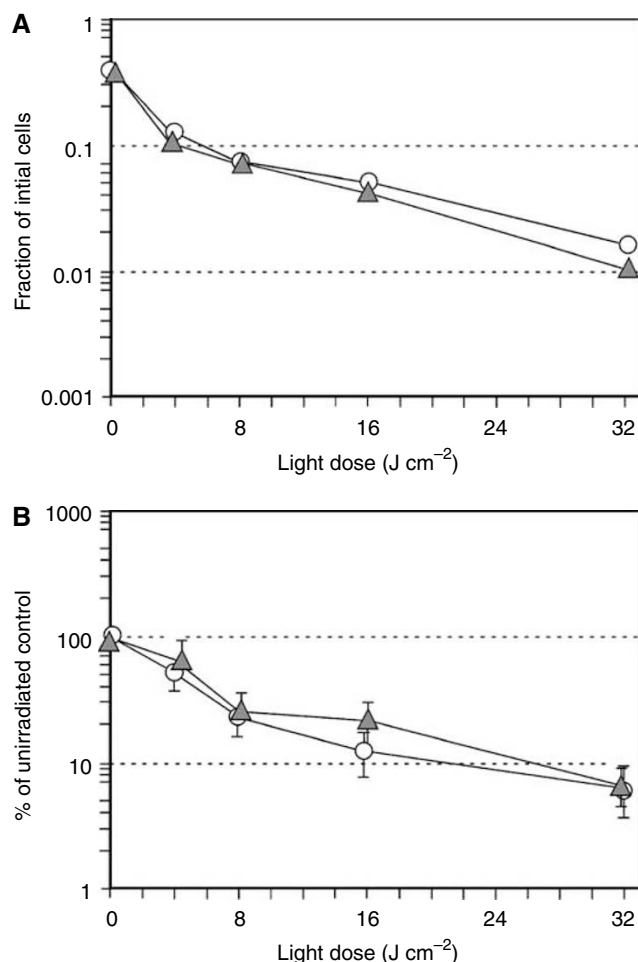 A
1
0.1
0.01
0.001
Fraction of intial cells
0 8 16 24 32
Light dose (J cm⁻²)
B
1000
100
10
1
% of unirradiated control
0 8 16 24 32
Light dose (J cm⁻²)